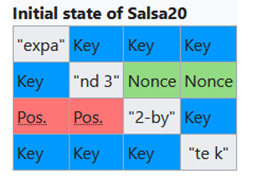 Initial state of Salsa20
"expa" Key Key Key
Key "nd 3" Nonce Nonce
Pos. Pos. "2-by" Key
Key Key Key "te k"